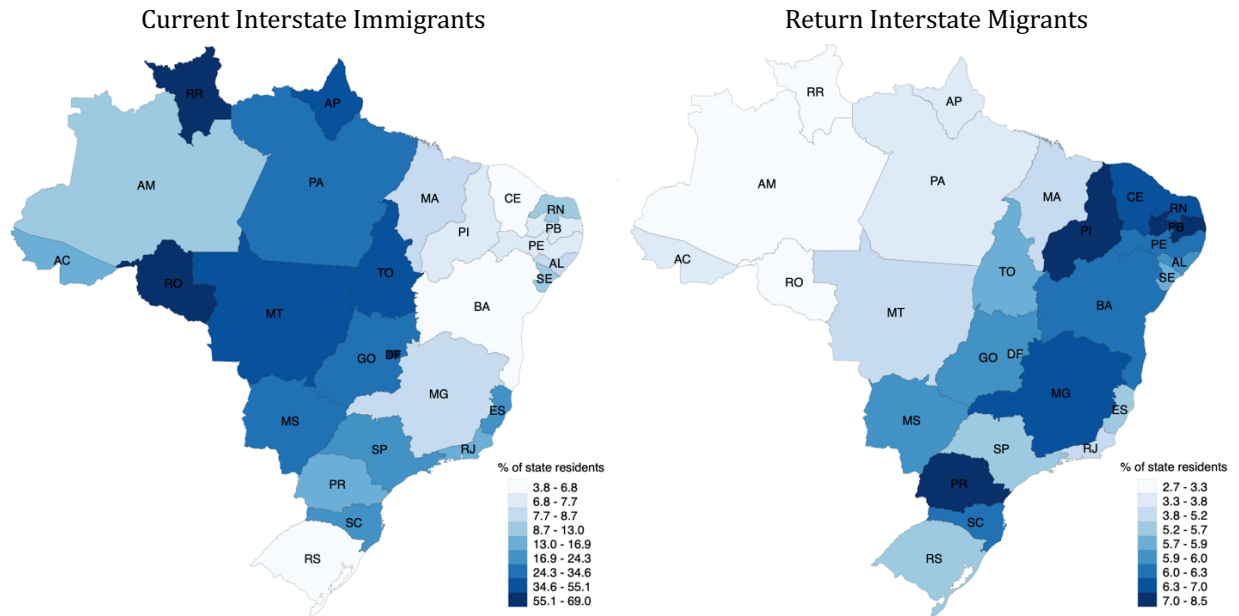 Current Interstate Immigrants
RR
AP
AM
PA
MA
CE
RN
PB
PI
PE
AL
SE
AC
RO
TO
BA
MT
GO
DF
MG
ES
MS
SP
RJ
PR
SC
RS
% of state residents
3.8 - 6.8
6.8 - 7.7
7.7 - 8.7
8.7 - 13.0
13.0 - 16.9
16.9 - 24.3
24.3 - 34.6
34.6 - 55.1
55.1 - 69.0
Return Interstate Migrants
RR
AP
AM
PA
MA
CE
RN
PB
PI
PE
AL
SE
AC
RO
TO
BA
MT
GO
DF
MG
ES
MS
SP
RJ
PR
SC
RS
% of state residents
2.7 - 3.3
3.3 - 3.8
3.8 - 5.2
5.2 - 5.7
5.7 - 5.9
5.9 - 6.0
6.0 - 6.3
6.3 - 7.0
7.0 - 8.5